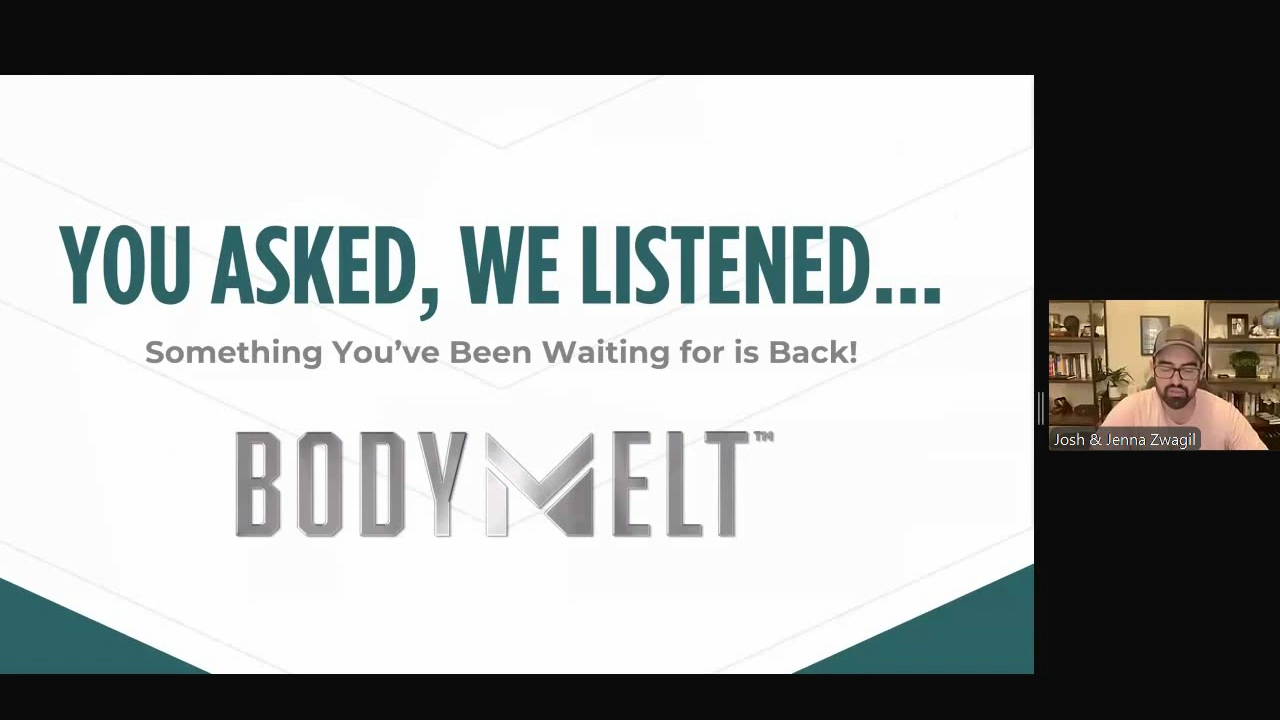 YOU ASKED, WE LISTENED...
Something You’ve Been Waiting for is Back!
BODYMELT™
Josh & Jenna Zwagil